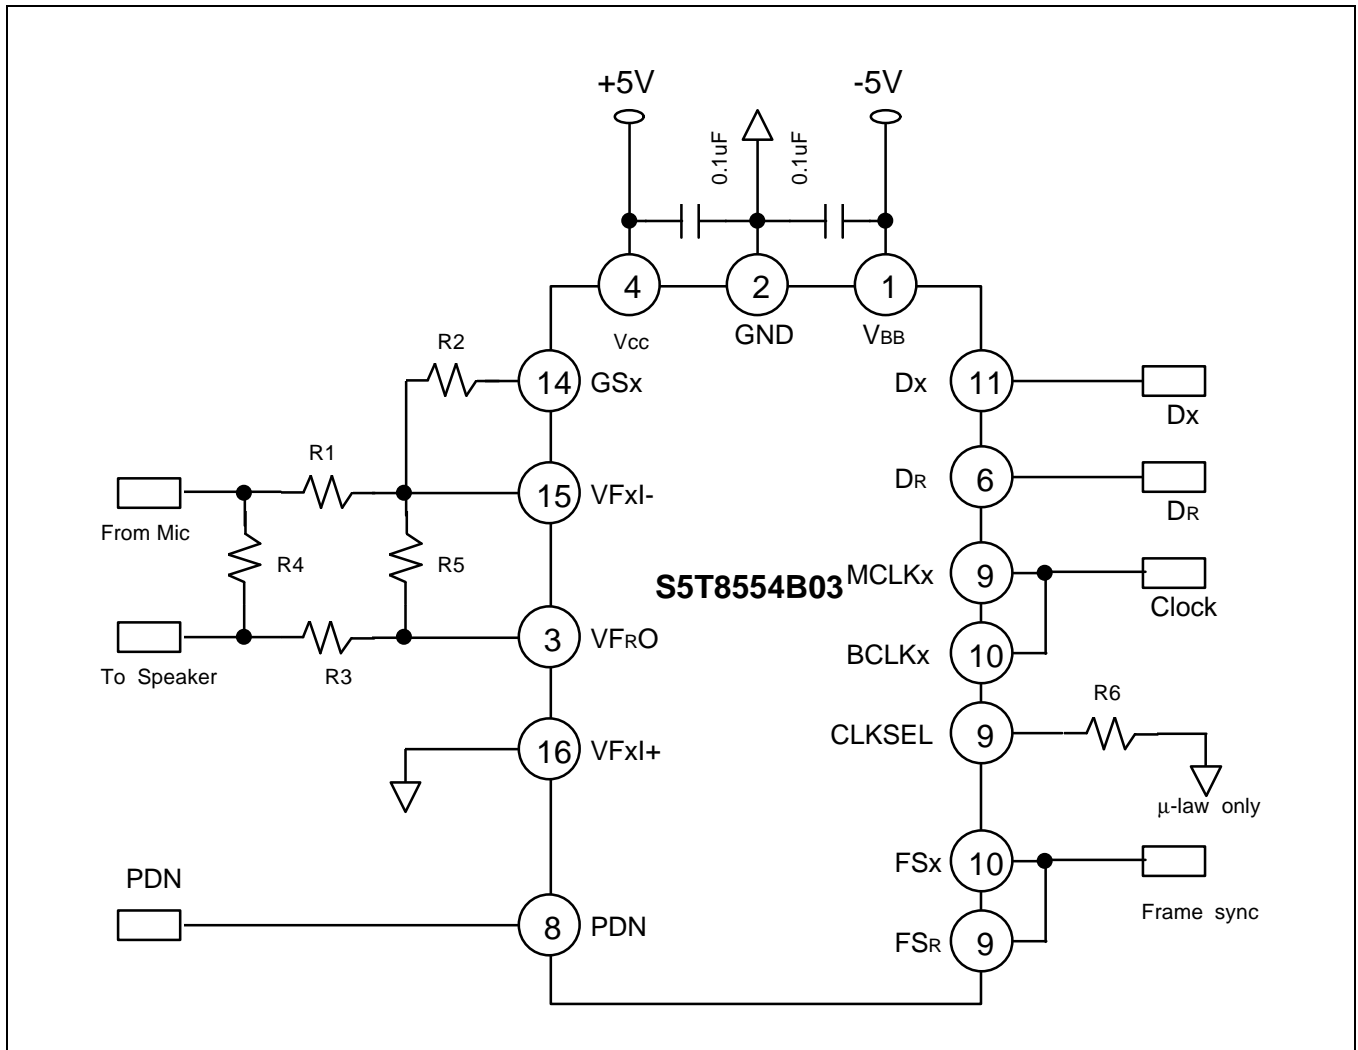 +5V
-5V
0.1uF
0.1uF
4
2
1
Vcc
GND
VBB
R2
14
GSx
Dx
11
Dx
R1
15
VFxI-
DR
6
DR
From Mic
R4
R5
S5T8554B03
MCLKx
9
Clock
3
VFRO
BCLKx
10
To Speaker
R3
R6
16
VFxI+
CLKSEL
9
μ-law only
PDN
FSx
10
Frame sync
8
PDN
FSR
9